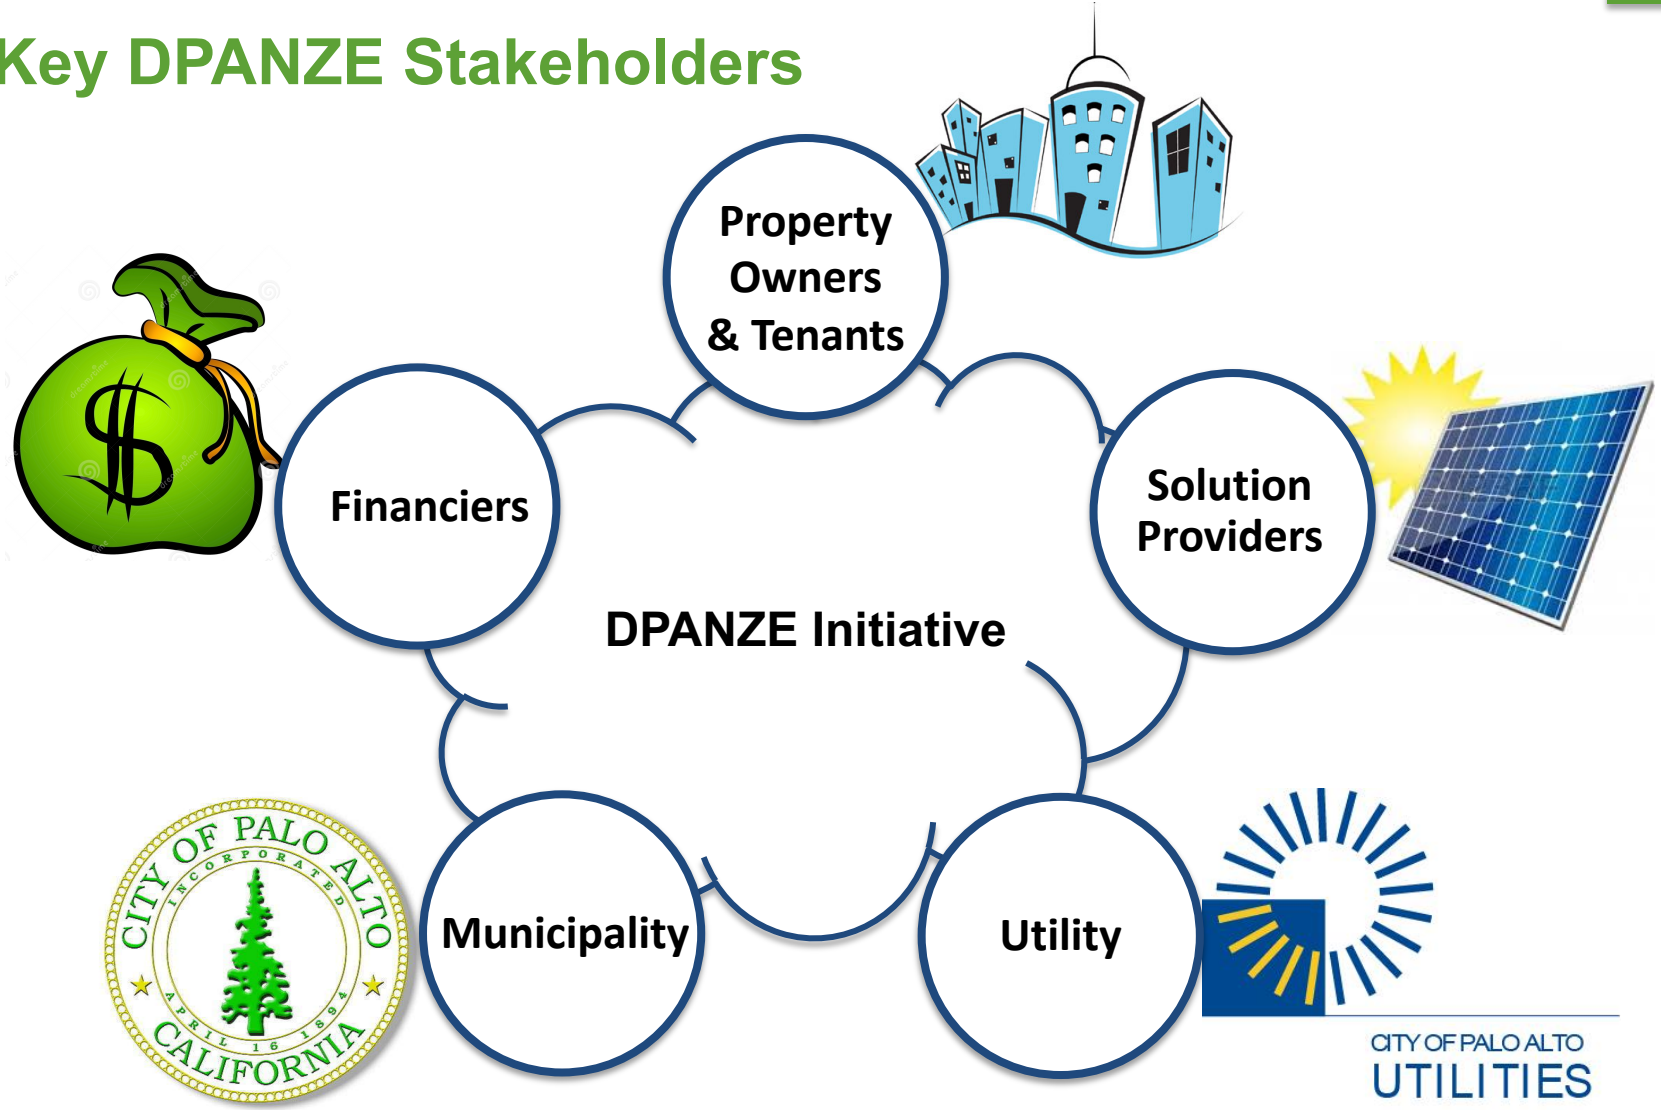 Key DPANZE Stakeholders
Property
Owners
& Tenants
Financiers
$
Solution
Providers
DPANZE Initiative
Municipality
Utility
CITY OF PALO ALTO
INCORPORATED
APRIL 16 1894
CALIFORNIA
CITY OF PALO ALTO
UTILITIES